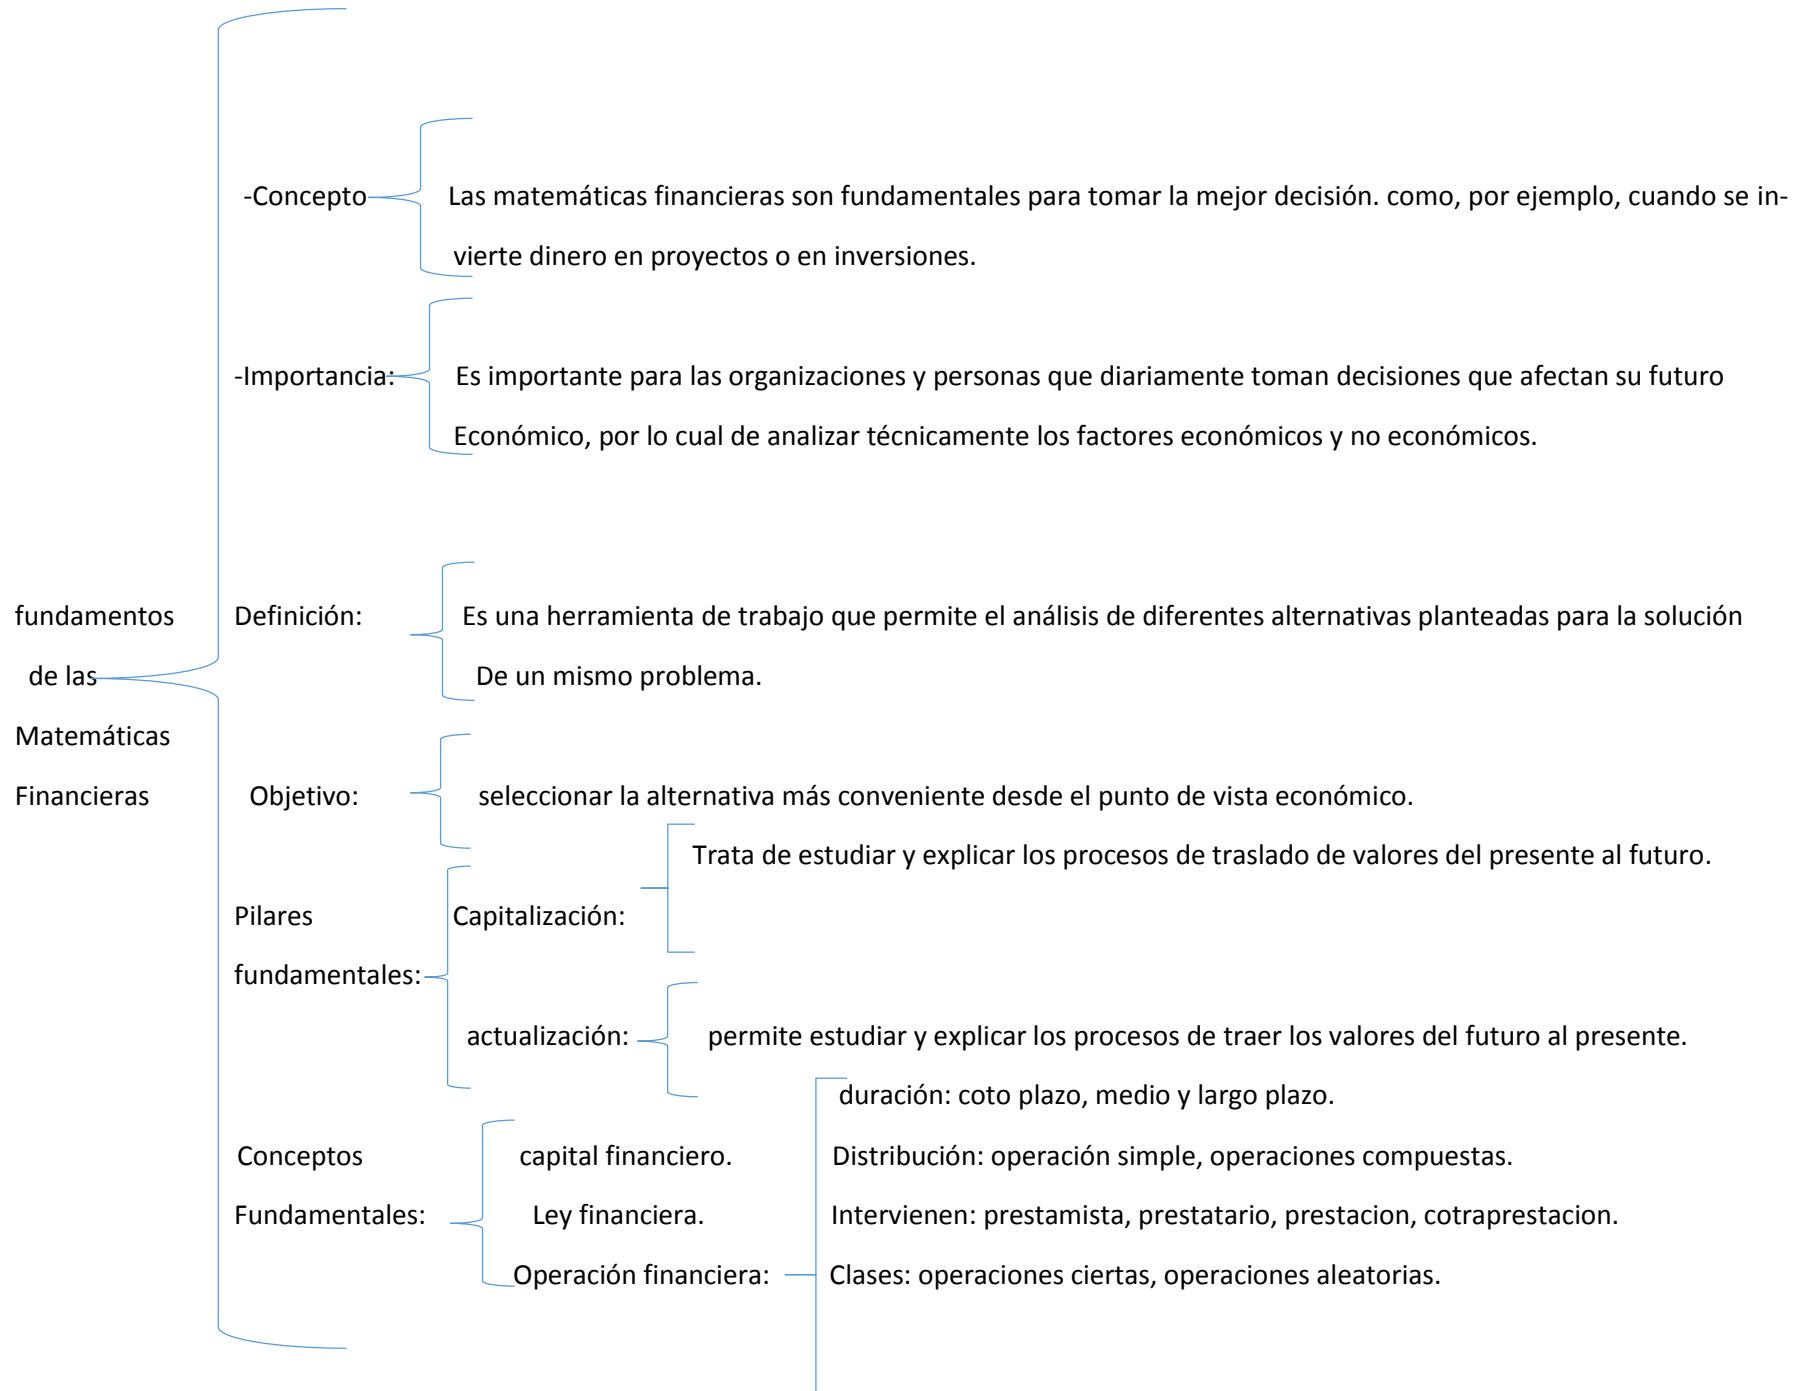 -Concepto Las matemáticas financieras son fundamentales para tomar la mejor decisión. como, por ejemplo, cuando se in-
vierte dinero en proyectos o en inversiones.
-Importancia: Es importante para las organizaciones y personas que diariamente toman decisiones que afectan su futuro
Económico, por lo cual de analizar técnicamente los factores económicos y no económicos.
fundamentos Definición: Es una herramienta de trabajo que permite el análisis de diferentes alternativas planteadas para la solución
de las De un mismo problema.
Matemáticas
Financieras Objetivo: seleccionar la alternativa más conveniente desde el punto de vista económico.
Trata de estudiar y explicar los procesos de traslado de valores del presente al futuro.
Pilares Capitalización:
fundamentales:
actualización: permite estudiar y explicar los procesos de traer los valores del futuro al presente.
duración: coto plazo, medio y largo plazo.
Conceptos capital financiero. Distribución: operación simple, operaciones compuestas.
Fundamentales: Ley financiera. Intervienen: prestamista, prestatario, prestacion, cotraprestacion.
Operación financiera: Clases: operaciones ciertas, operaciones aleatorias.